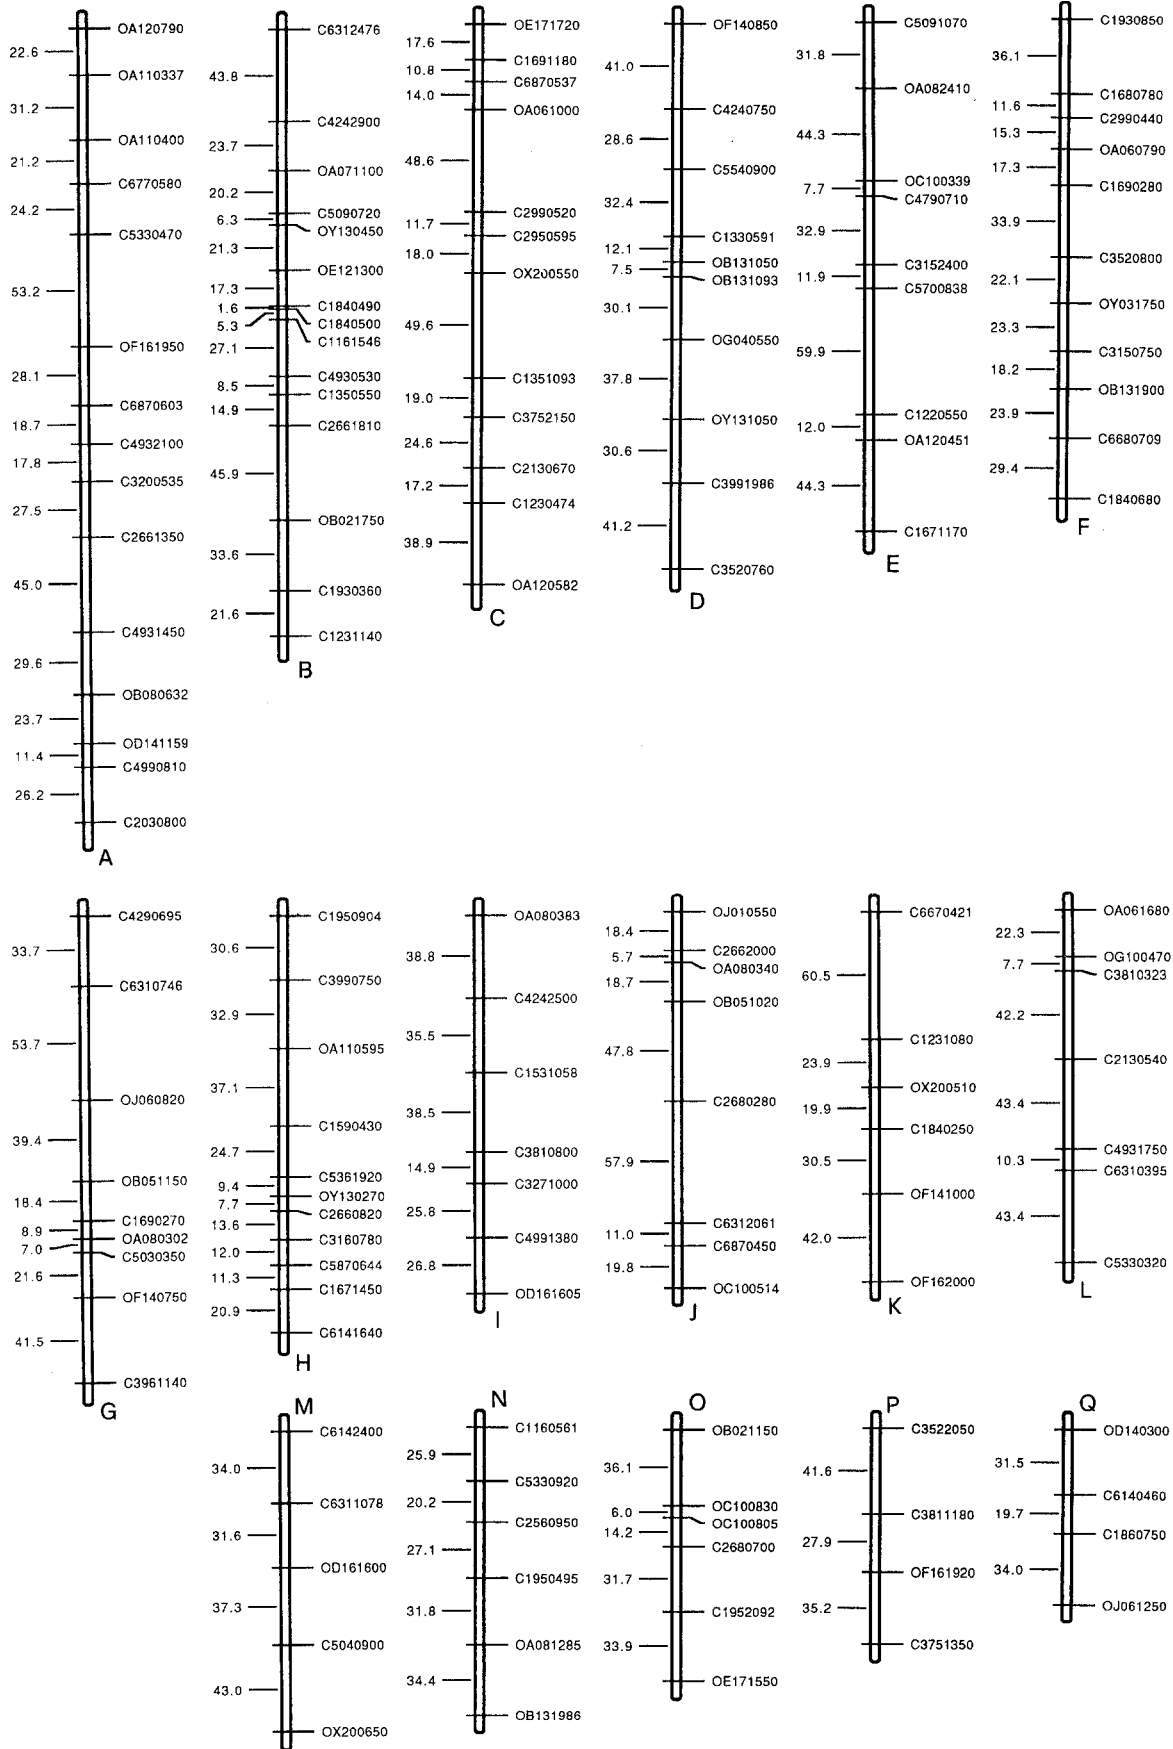 OA120790
22.6
OA110337
31.2
OA110400
21.2
C6770580
24.2
C5330470
53.2
OF161950
28.1
C6870603
18.7
C4932100
17.8
C3200535
27.5
C2661350
45.0
C4931450
29.6
OB080632
23.7
OD141159
11.4
C4990810
26.2
C2030800
A
C6312476
43.8
C4242900
23.7
OA071100
20.2
C5090720
6.3
OY130450
21.3
OE121300
17.3
C1840490
1.6
C1840500
5.3
C1161546
27.1
C4930530
8.5
C1350550
14.9
C2661810
45.9
OB021750
33.6
C1930360
21.6
C1231140
B
OE171720
17.6
C1691180
10.8
C6870537
14.0
OA061000
48.6
C2990520
11.7
C2950595
18.0
OX200550
49.6
C1351093
19.0
C3752150
24.6
C2130670
17.2
C1230474
38.9
OA120582
C
OF140850
41.0
C4240750
28.6
C5540900
32.4
C1330591
12.1
OB131050
7.5
OB131093
30.1
OG040550
37.8
OY131050
30.6
C3991986
41.2
C3520760
D
C5091070
31.8
OA082410
44.3
OC100339
7.7
C4790710
32.9
C3152400
11.9
C5700838
59.9
C1220550
12.0
OA120451
44.3
C1671170
E
C1930850
36.1
C1680780
11.6
C2990440
15.3
OA060790
17.3
C1690280
33.9
C3520800
22.1
OY031750
23.3
C3150750
18.2
OB131900
23.9
C6680709
29.4
C1840680
F
C4290695
33.7
C6310746
53.7
OJ060820
39.4
OB051150
18.4
C1690270
8.9
OA080302
7.0
C5030350
21.6
OF140750
41.5
C3961140
G
C1950904
30.6
C3990750
32.9
OA110595
37.1
C1590430
24.7
C5361920
9.4
OY130270
7.7
C2660820
13.6
C3160780
12.0
C5870644
11.3
C1671450
20.9
C6141640
H
OA080383
38.8
C4242500
35.5
C1531058
38.5
C3810800
14.9
C3271000
25.8
C4991380
26.8
OD161605
I
OJ010550
18.4
C2662000
5.7
OA080340
18.7
OB051020
47.8
C2680280
57.9
C6312061
11.0
C6870450
19.8
OC100514
J
C6670421
60.5
C1231080
23.9
OX200510
19.9
C1840250
30.5
OF141000
42.0
OF162000
K
OA061680
22.3
OG100470
7.7
C3810323
42.2
C2130540
43.4
C4931750
10.3
C6310395
43.4
C5330320
L
M
C6142400
34.0
C6311078
31.6
OD161600
37.3
C5040900
43.0
OX200650
N
C1160561
25.9
C5330920
20.2
C2560950
27.1
C1950495
31.8
OA081285
34.4
OB131986
O
OB021150
36.1
OC100830
6.0
OC100805
14.2
C2680700
31.7
C1952092
33.9
OE171550
P
C3522050
41.6
C3811180
27.9
OF161920
35.2
C3751350
Q
OD140300
31.5
C6140460
19.7
C1860750
34.0
OJ061250